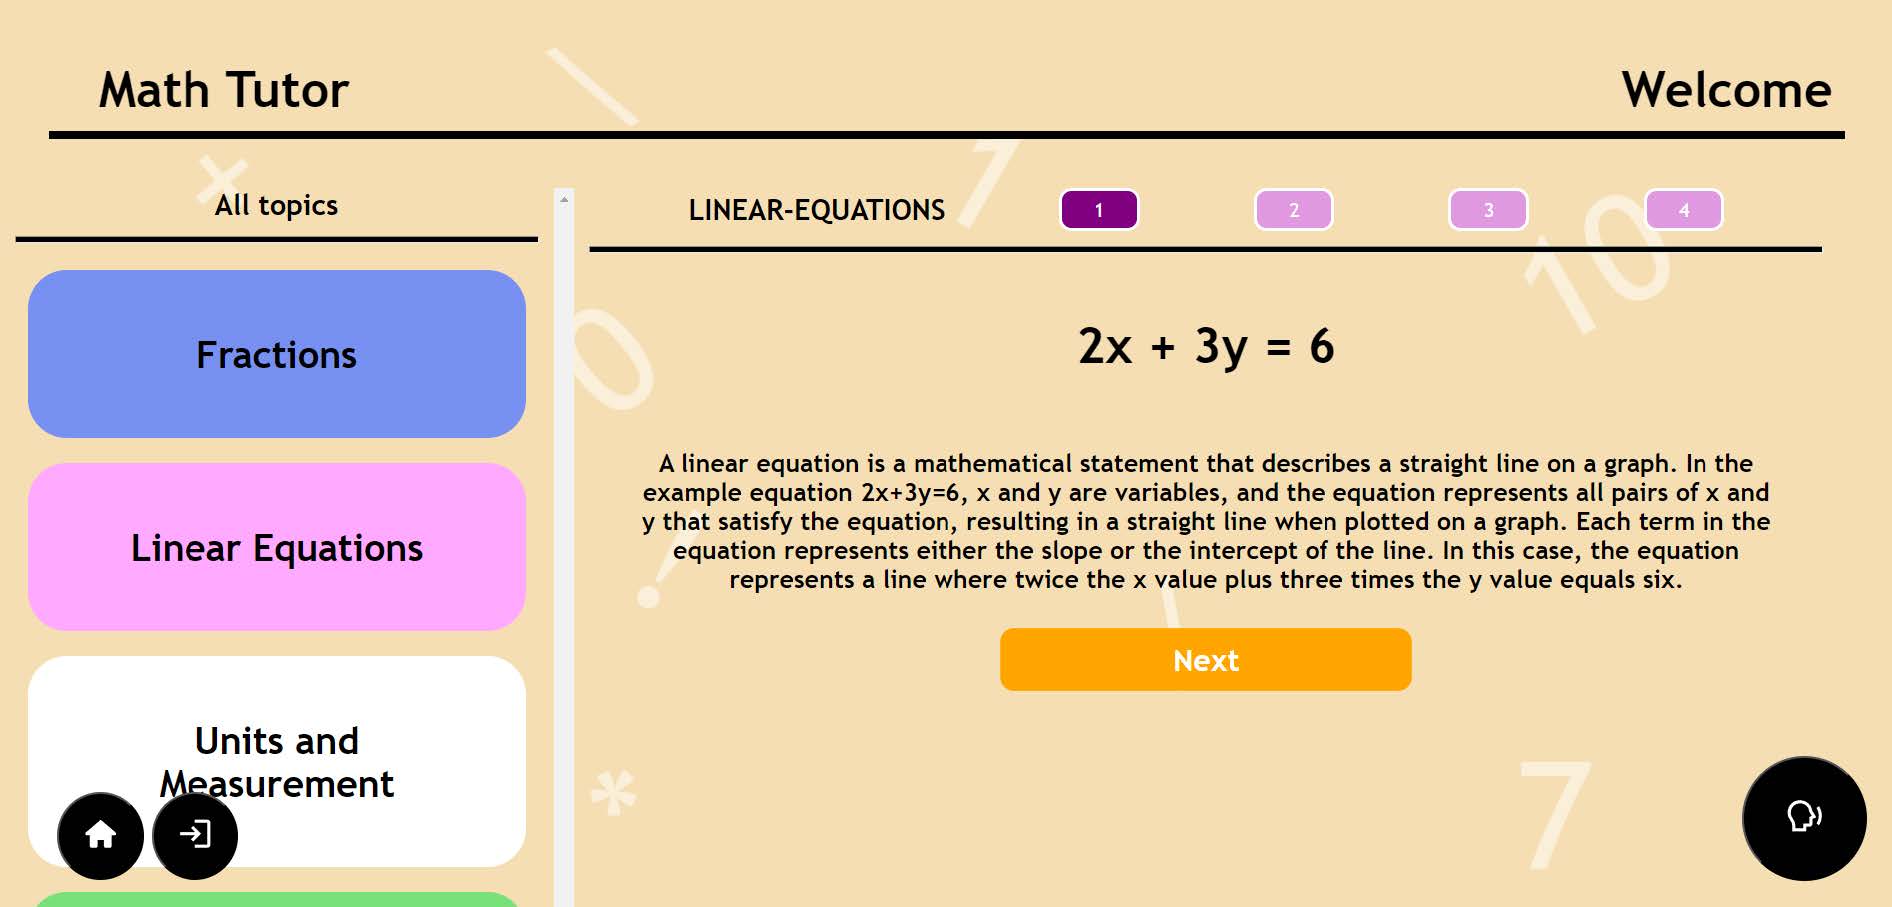 Math Tutor
Welcome
All topics
Fractions
Linear Equations
Units and
Measurement
LINEAR-EQUATIONS
1
2
3
4
2x + 3y = 6
A linear equation is a mathematical statement that describes a straight line on a graph. In the
example equation 2x+3y=6, x and y are variables, and the equation represents all pairs of x and
y that satisfy the equation, resulting in a straight line when plotted on a graph. Each term in the
equation represents either the slope or the intercept of the line. In this case, the equation
represents a line where twice the x value plus three times the y value equals six.
Next
+
1
10
0
!
*
7